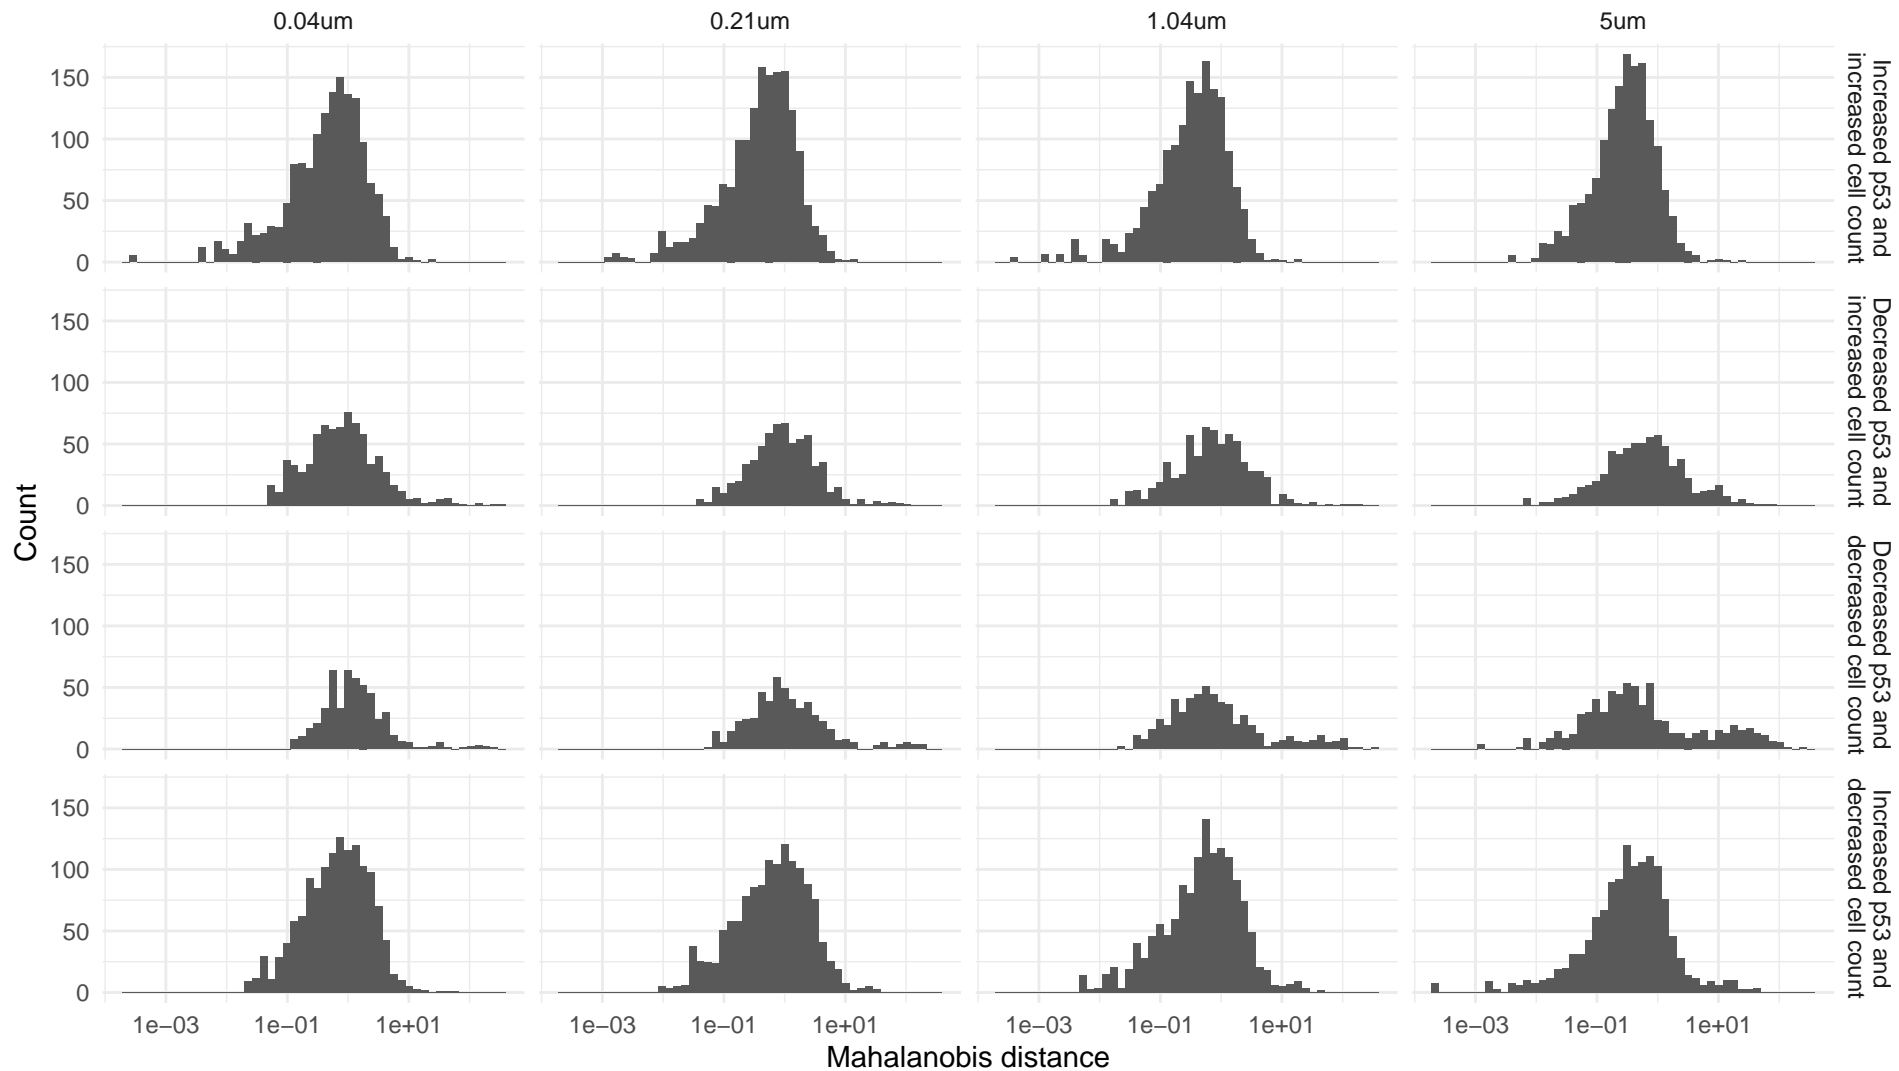 0.04um 0.21um 1.04um 5um
150
100
50
0
Increased p53 and
increased cell count
150
100
50
0
Decreased p53 and
increased cell count
Count
150
100
50
0
Decreased p53 and
decreased cell count
150
100
50
0
Increased p53 and
decreased cell count
1e−03 1e−01 1e+01 1e−03 1e−01 1e+01 1e−03 1e−01 1e+01 1e−03 1e−01 1e+01
Mahalanobis distance